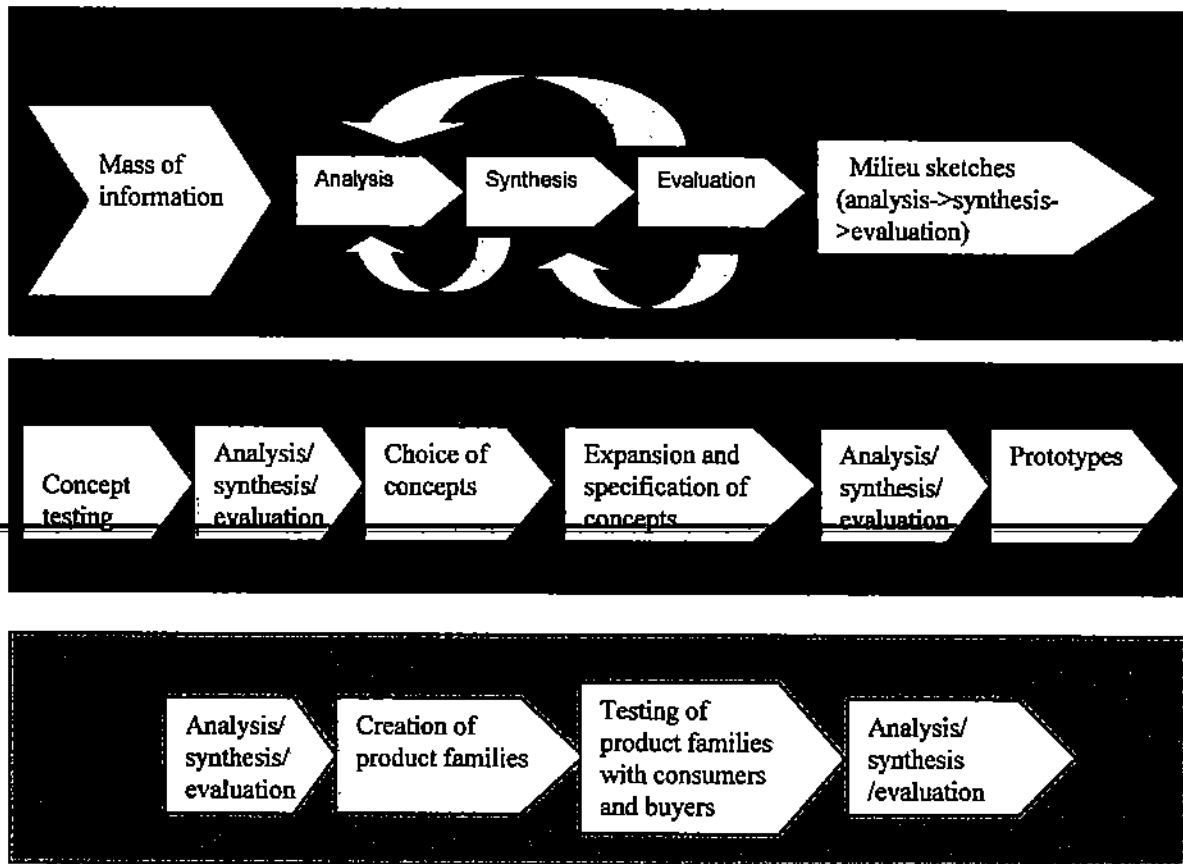 Mass of
information
Analysis
Synthesis
Evaluation
Milieu sketches
(analysis->synthesis-
>evaluation)
Concept
testing
Analysis/
synthesis/
evaluation
Choice of
concepts
Expansion and
specification of
concepts
Analysis/
synthesis/
evaluation
Prototypes
Analysis/
synthesis/
evaluation
Creation of
product families
Testing of
product families
with consumers
and buyers
Analysis/
synthesis
/evaluation